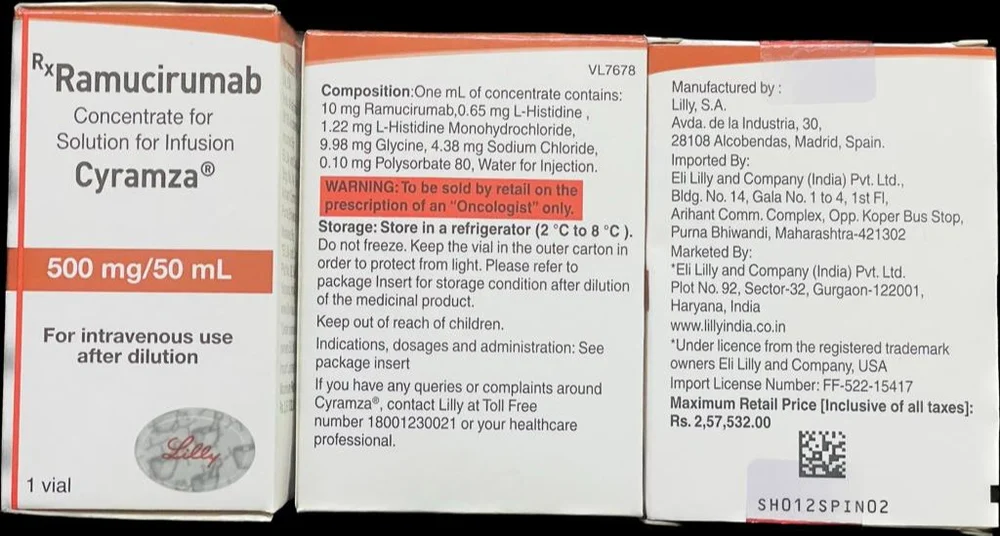 Rx Ramucirumab
Concentrate for
Solution for Infusion
Cyramza®
500 mg/50 mL
For intravenous use
after dilution
Lilly
1 vial
VL7678
Composition:One mL of concentrate contains:
10 mg Ramucirumab,0.65 mg L-Histidine ,
1.22 mg L-Histidine Monohydrochloride,
9.98 mg Glycine, 4.38 mg Sodium Chloride,
0.10 mg Polysorbate 80, Water for Injection.
WARNING: To be sold by retail on the
prescription of an "Oncologist" only.
Storage: Store in a refrigerator (2 °C to 8 °C ).
Do not freeze. Keep the vial in the outer carton in
order to protect from light. Please refer to
package Insert for storage condition after dilution
of the medicinal product.
Keep out of reach of children.
Indications, dosages and administration: See
package insert
If you have any queries or complaints around
Cyramza®, contact Lilly at Toll Free
number 18001230021 or your healthcare
professional.
Manufactured by :
Lilly, S.A.
Avda. de la Industria, 30,
28108 Alcobendas, Madrid, Spain.
Imported By:
Eli Lilly and Company (India) Pvt. Ltd.,
Bldg. No. 14, Gala No. 1 to 4, 1st Fl,
Arihant Comm. Complex, Opp. Koper Bus Stop,
Purna Bhiwandi, Maharashtra-421302
Marketed By:
*Eli Lilly and Company (India) Pvt. Ltd.
Plot No. 92, Sector-32, Gurgaon-122001,
Haryana, India
www.lillyindia.co.in
*Under licence from the registered trademark
owners Eli Lilly and Company, USA
Import License Number: FF-522-15417
Maximum Retail Price [Inclusive of all taxes]:
Rs. 2,57,532.00
SH012SPIN02